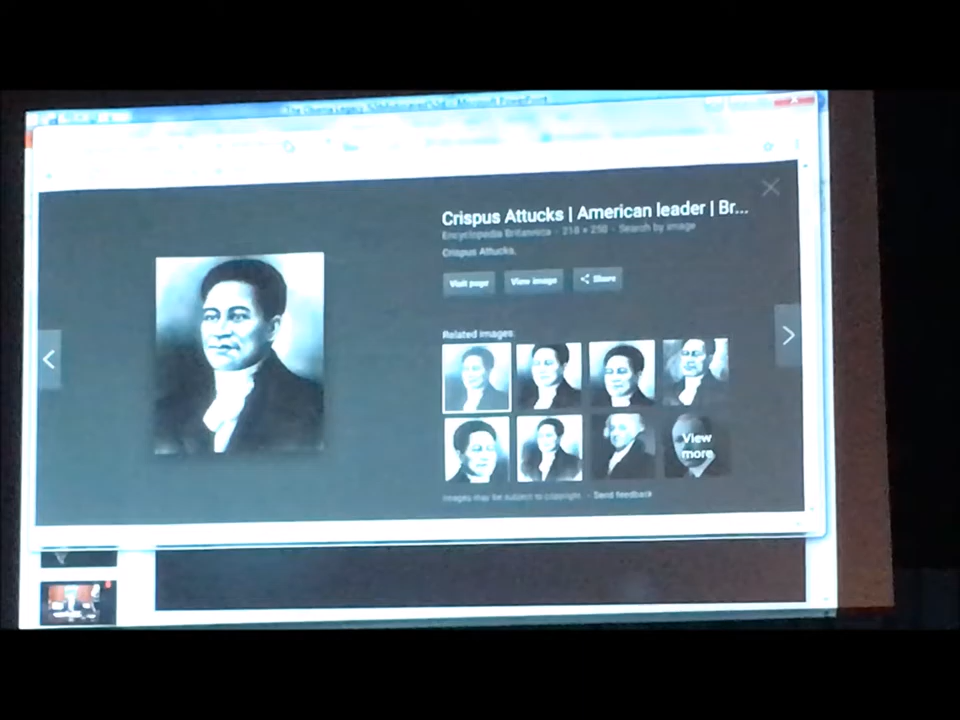 Crispus Attucks | American leader | Br...
Encyclopedia Britannica - 218 × 250 - Search by image
Crispus Attucks.
Visit page
View image
Share
Related images:
View
more
Images may be subject to copyright. - Send feedback